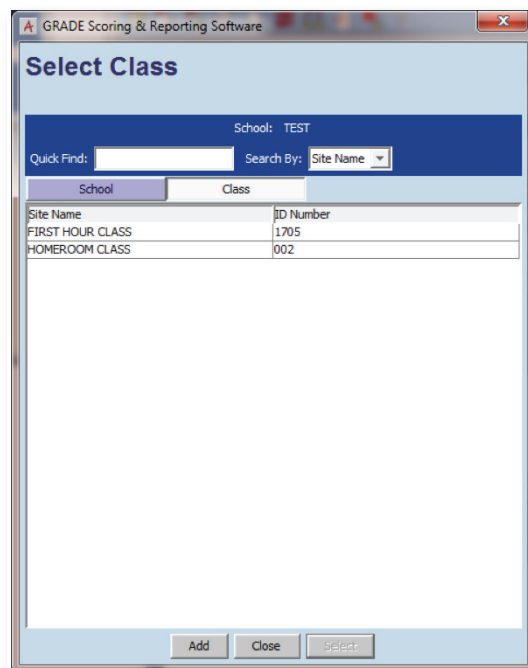 GRADE Scoring & Reporting Software
Select Class
School: TEST
Quick Find: Search By: Site Name
School Class
Site Name ID Number
FIRST HOUR CLASS 1705
HOMEROOM CLASS 002
Add Close Select